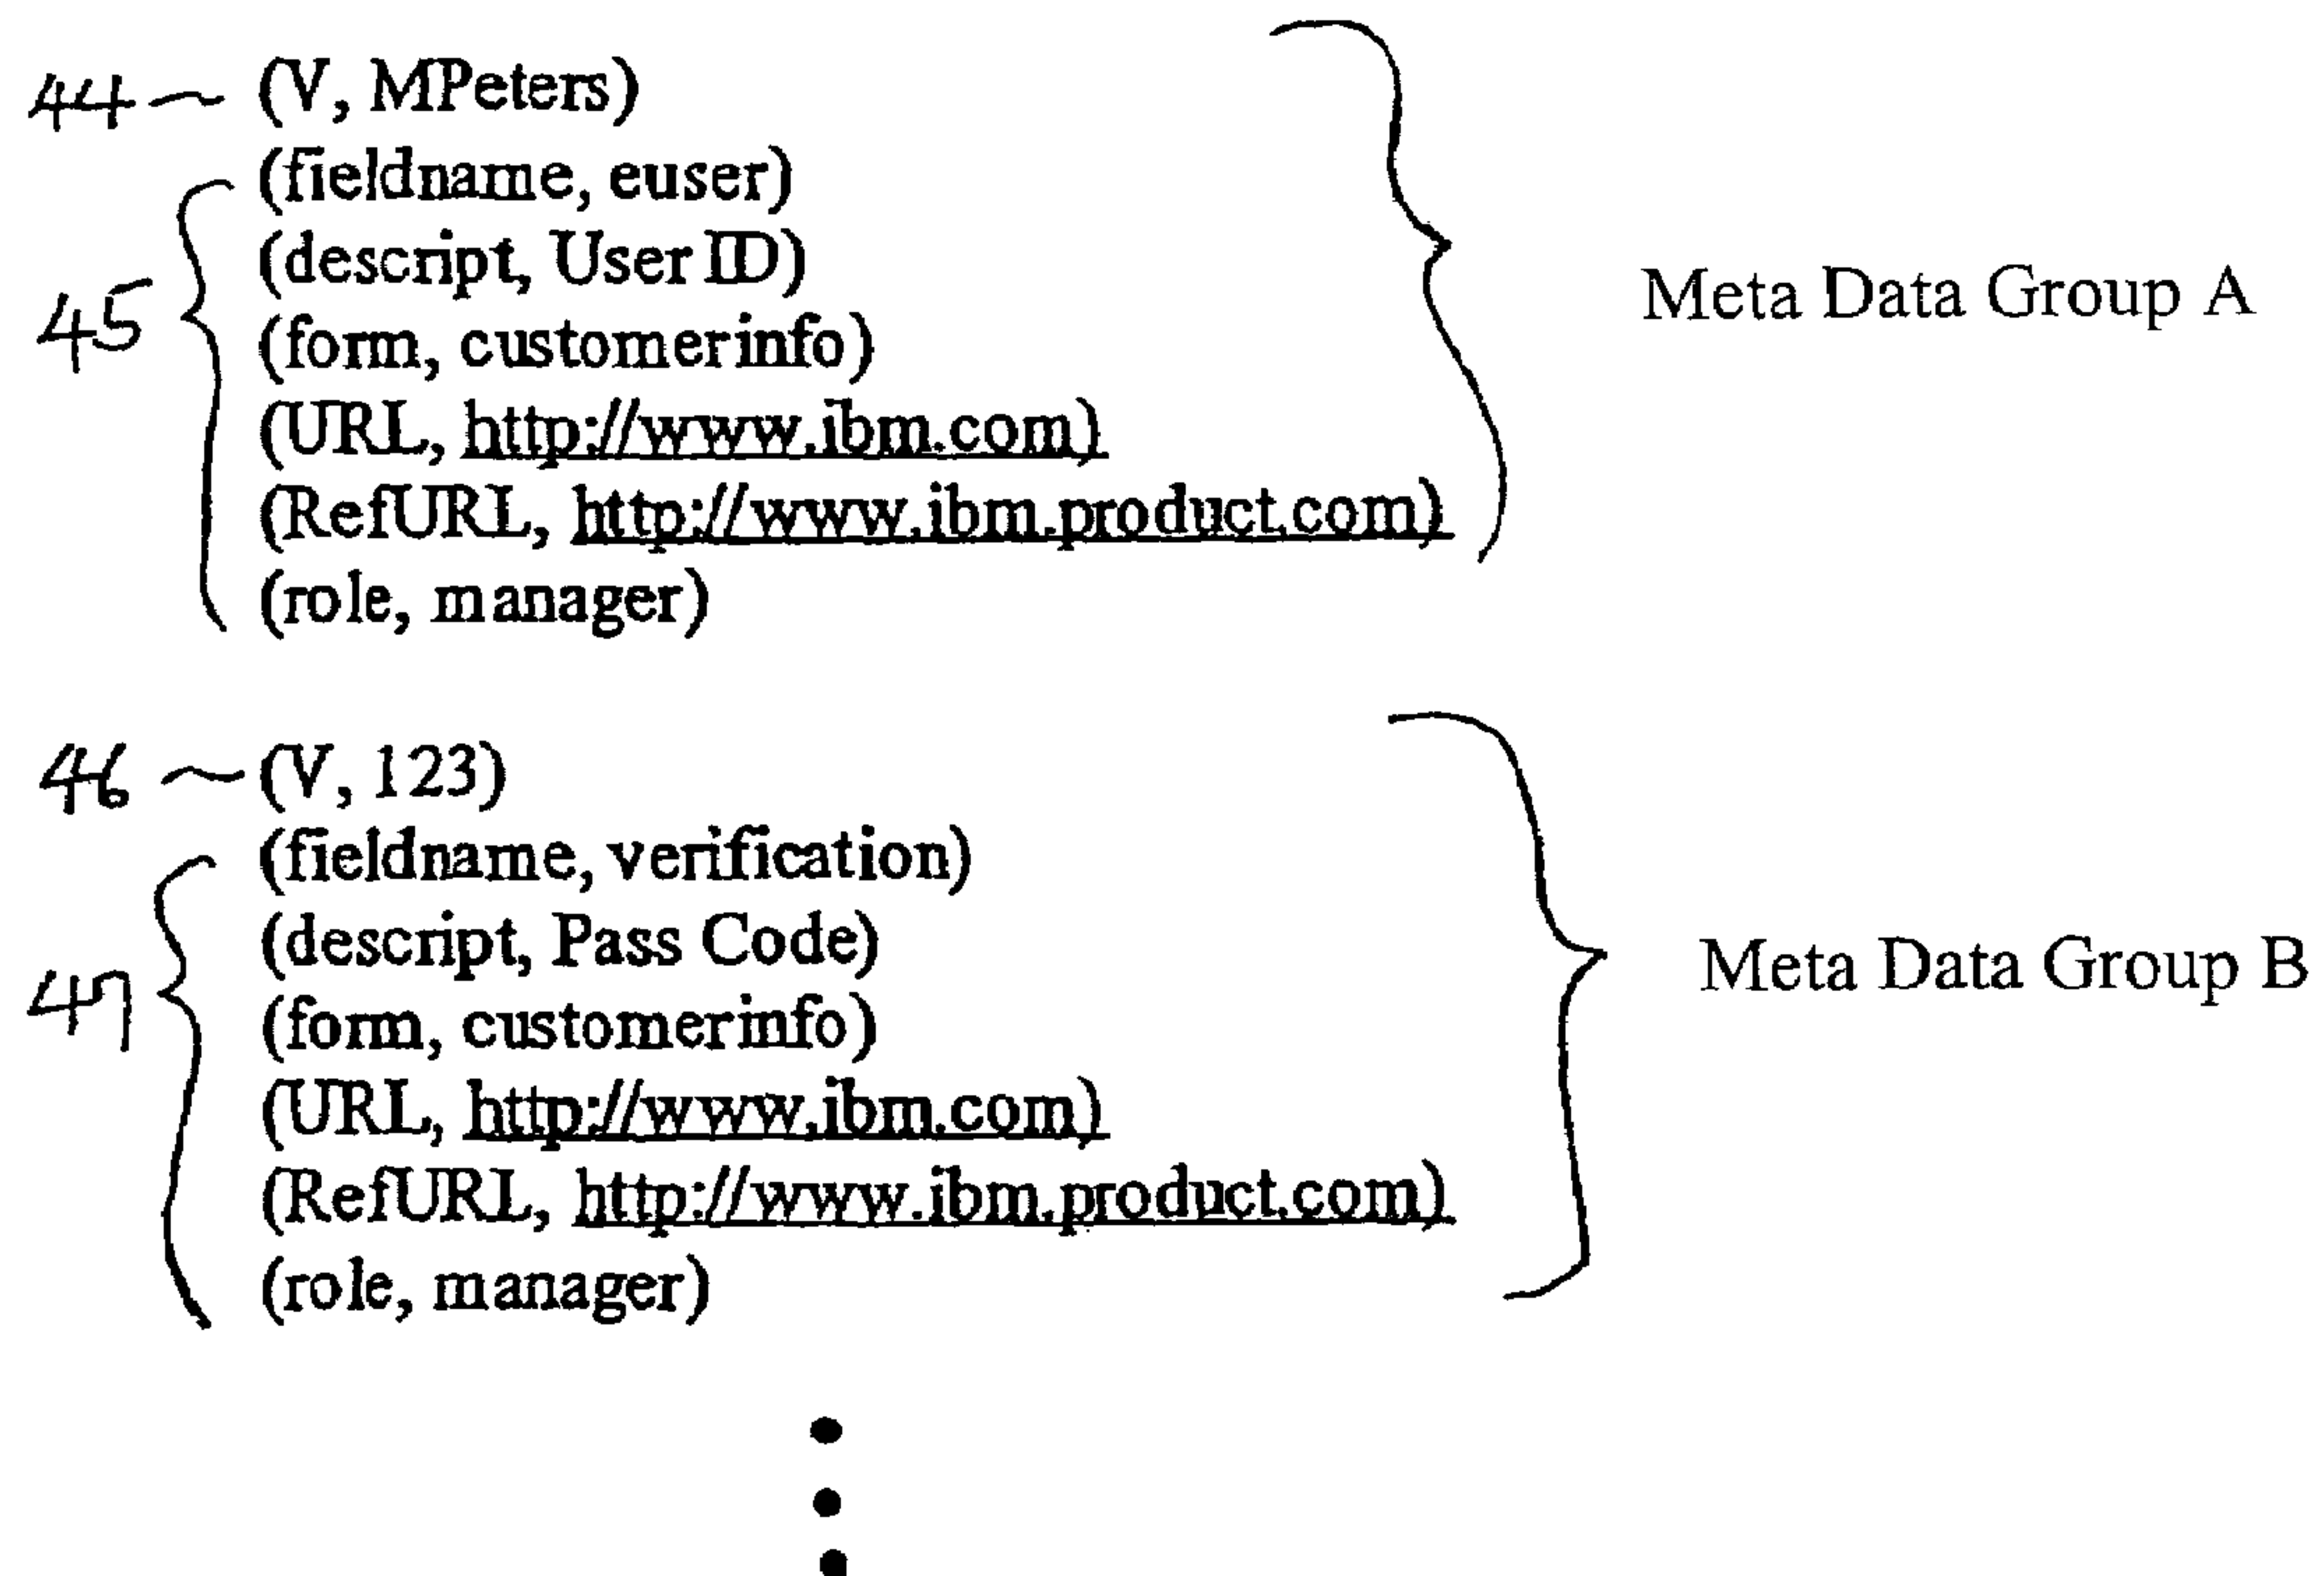 44 (V, MPeters)
(fieldname, euser)
(descript, User ID)
45 (form, customerinfo)
(URL, http://www.ibm.com)
(RefURL, http://www.ibm.product.com)
(role, manager)
Meta Data Group A
46 (V, 123)
(fieldname, verification)
(descript, Pass Code)
47 (form, customerinfo)
(URL, http://www.ibm.com)
(RefURL, http://www.ibm.product.com)
(role, manager)
Meta Data Group B